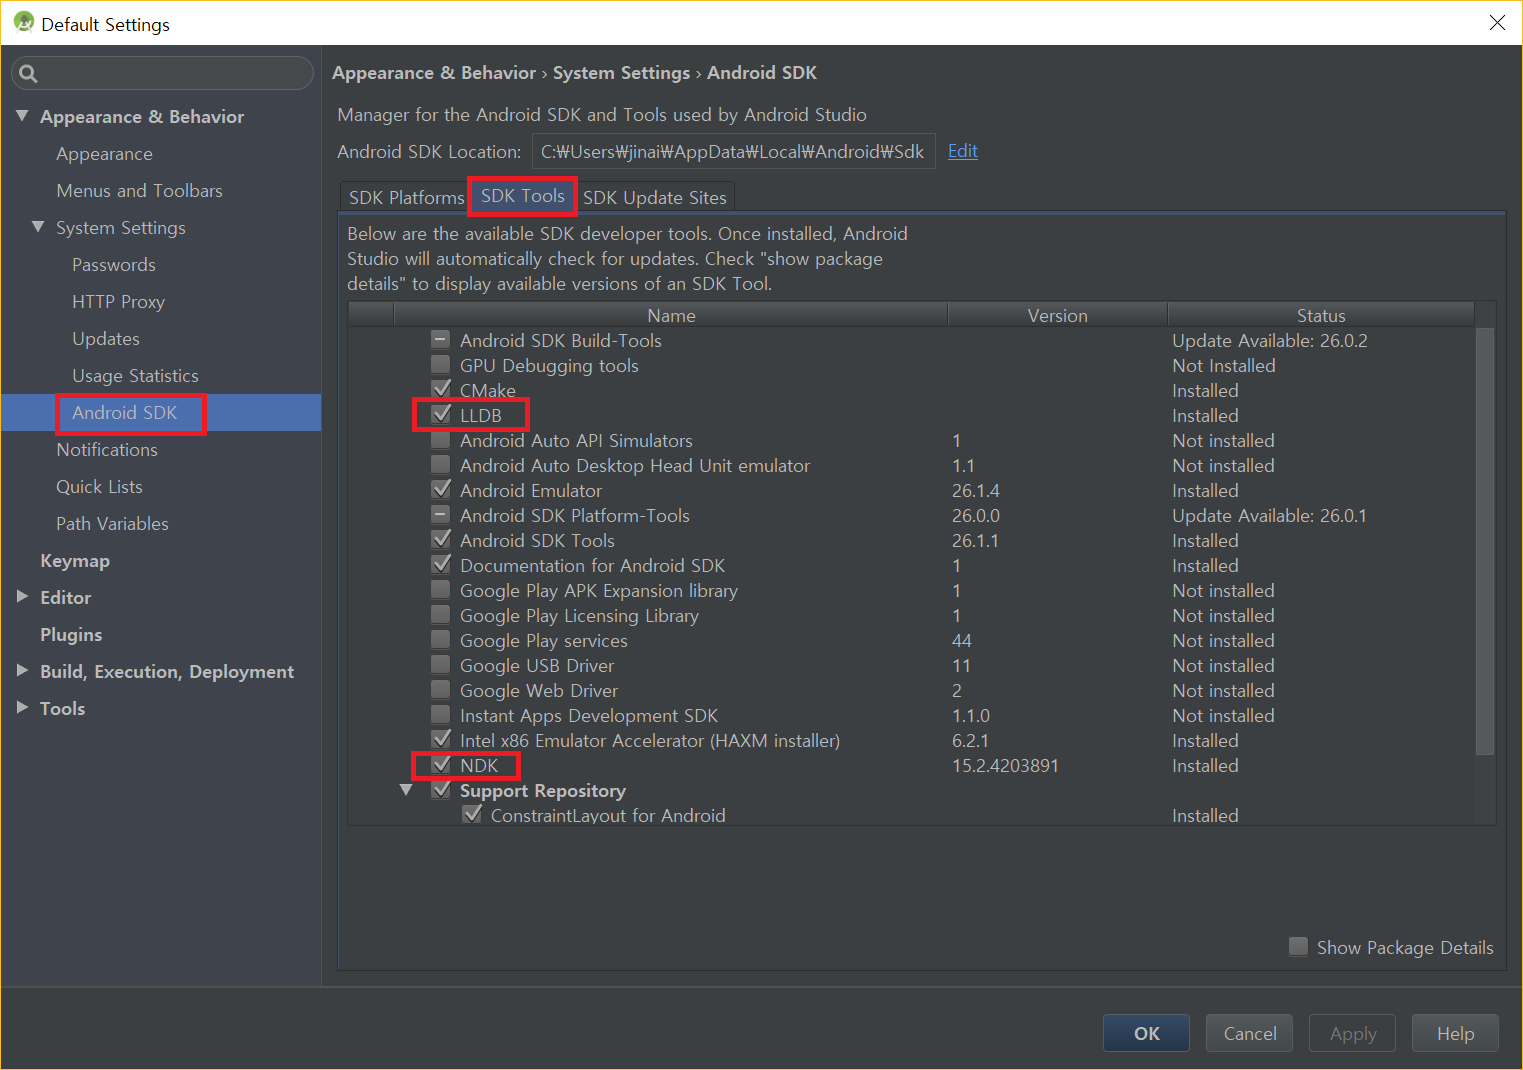 Default Settings
Appearance & Behavior
Appearance
Menus and Toolbars
System Settings
Passwords
HTTP Proxy
Updates
Usage Statistics
Android SDK
Notifications
Quick Lists
Path Variables
Keymap
Editor
Plugins
Build, Execution, Deployment
Tools
Appearance & Behavior › System Settings › Android SDK
Manager for the Android SDK and Tools used by Android Studio
Android SDK Location: C:₩Users₩jinai₩AppData₩Local₩Android₩Sdk Edit
SDK Platforms SDK Tools SDK Update Sites
Below are the available SDK developer tools. Once installed, Android
Studio will automatically check for updates. Check "show package
details" to display available versions of an SDK Tool.
Name Version Status
Android SDK Build-Tools Update Available: 26.0.2
GPU Debugging tools Not Installed
CMake Installed
LLDB Installed
Android Auto API Simulators 1 Not installed
Android Auto Desktop Head Unit emulator 1.1 Not installed
Android Emulator 26.1.4 Installed
Android SDK Platform-Tools 26.0.0 Update Available: 26.0.1
Android SDK Tools 26.1.1 Installed
Documentation for Android SDK 1 Installed
Google Play APK Expansion library 1 Not installed
Google Play Licensing Library 1 Not installed
Google Play services 44 Not installed
Google USB Driver 11 Not installed
Google Web Driver 2 Not installed
Instant Apps Development SDK 1.1.0 Not installed
Intel x86 Emulator Accelerator (HAXM installer) 6.2.1 Installed
NDK 15.2.4203891 Installed
Support Repository
ConstraintLayout for Android Installed
Show Package Details
OK Cancel Apply Help